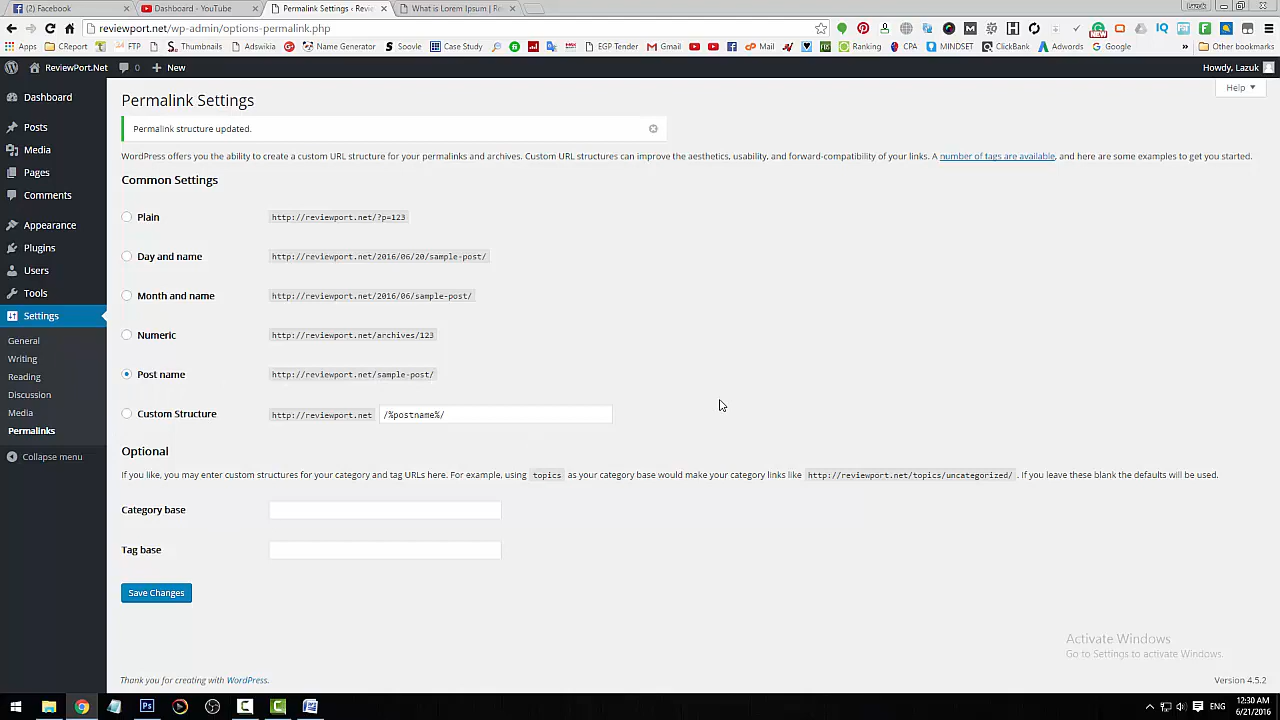 Facebook
Dashboard - YouTube
Permalink Settings ‹ Revie
What is Lorem Ipsum | Re
Lazuk
reviewport.net/wp-admin/options-permalink.php
Apps
CReport
FTP
Thumnails
Adswikia
Name Generator
Google
Case Study
EGP Tender
Gmail
Mail
Ranking
CPA
MINDSET
ClickBank
Adwords
Google
Other bookmarks
ReviewPort.Net
0
New
Howdy, Lazuk
Dashboard
Posts
Media
Pages
Comments
Appearance
Plugins
Users
Tools
Settings
General
Writing
Reading
Discussion
Media
Permalinks
Collapse menu
Help
Permalink Settings
Permalink structure updated.
WordPress offers you the ability to create a custom URL structure for your permalinks and archives. Custom URL structures can improve the aesthetics, usability, and forward-compatibility of your links. A number of tags are available, and here are some examples to get you started.
Common Settings
Plain http://reviewport.net/?p=123
Day and name http://reviewport.net/2016/06/20/sample-post/
Month and name http://reviewport.net/2016/06/sample-post/
Numeric http://reviewport.net/archives/123
Post name http://reviewport.net/sample-post/
Custom Structure http://reviewport.net /%postname%/
Optional
If you like, you may enter custom structures for your category and tag URLs here. For example, using topics as your category base would make your category links like http://reviewport.net/topics/uncategorized/ . If you leave these blank the defaults will be used.
Category base
Tag base
Save Changes
Activate Windows
Go to Settings to activate Windows.
Thank you for creating with WordPress.
Version 4.5.2
ENG
12:30 AM
6/21/2016